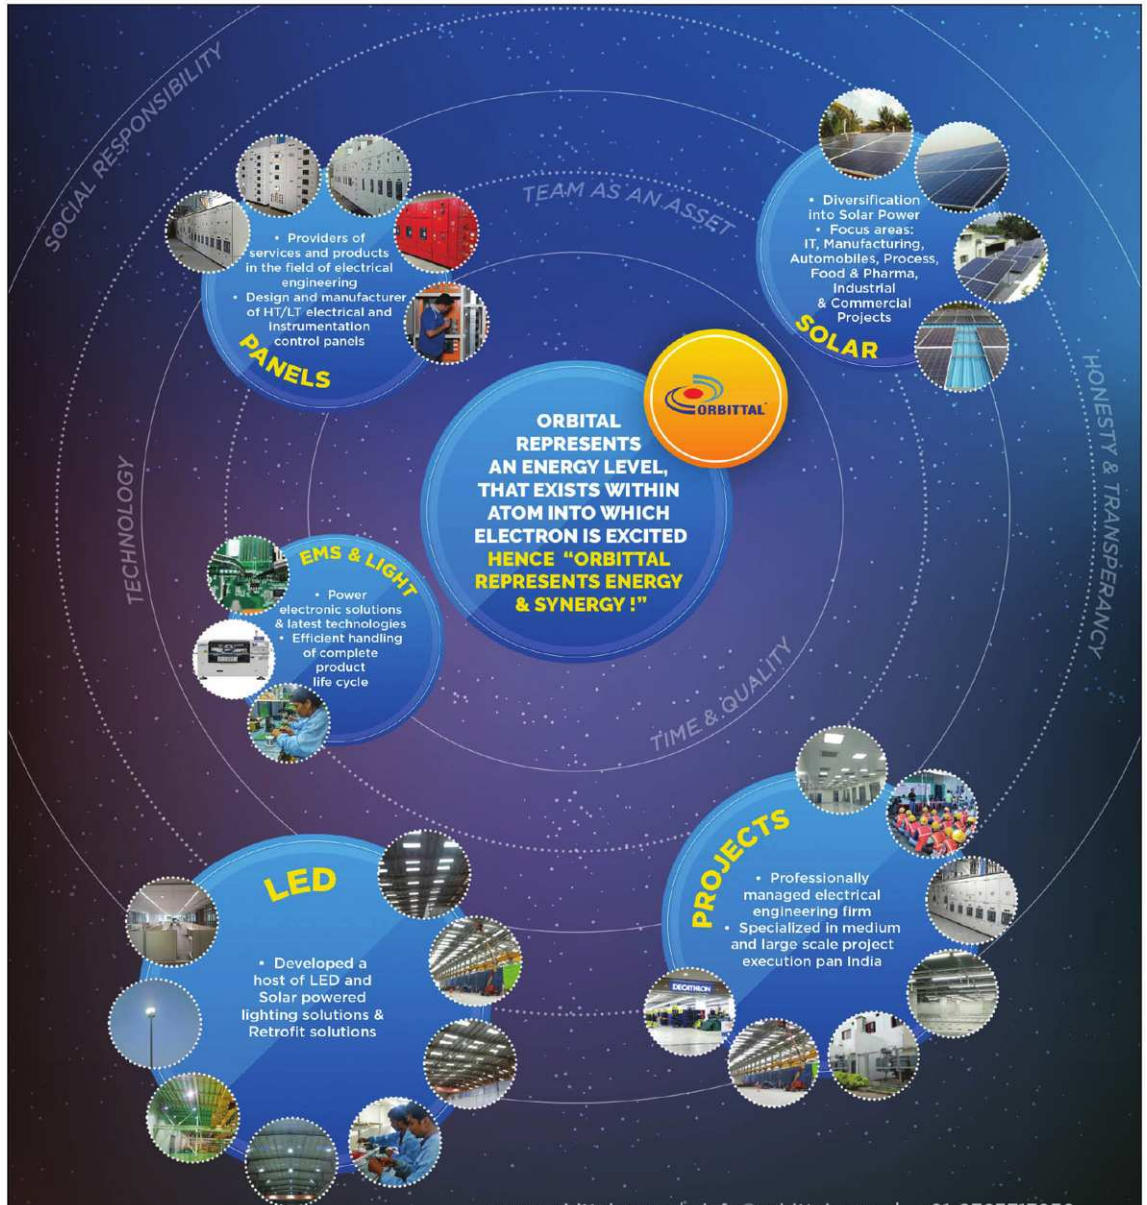 SOCIAL RESPONSIBILITY
TEAM AS AN ASSET
• Providers of
services and products
in the field of electrical
engineering
• Design and manufacturer
of HT/LT electrical and
instrumentation
control panels
PANELS
• Diversification
into Solar Power
• Focus areas:
IT, Manufacturing,
Automobiles, Process,
Food & Pharma,
Industrial
& Commercial
Projects
SOLAR
HONESTY & TRANSPERANCY
ORBITTAL
ORBITAL
REPRESENTS
AN ENERGY LEVEL,
THAT EXISTS WITHIN
ATOM INTO WHICH
ELECTRON IS EXCITED
HENCE “ORBITTAL
REPRESENTS ENERGY
& SYNERGY !”
TECHNOLOGY
EMS & LIGHT
• Power
electronic solutions
& latest technologies
• Efficient handling
of complete
product
life cycle
TIME & QUALITY
LED
• Developed a
host of LED and
Solar powered
lighting solutions &
Retrofit solutions
PROJECTS
• Professionally
managed electrical
engineering firm
• Specialized in medium
and large scale project
execution pan India
DECATHLON